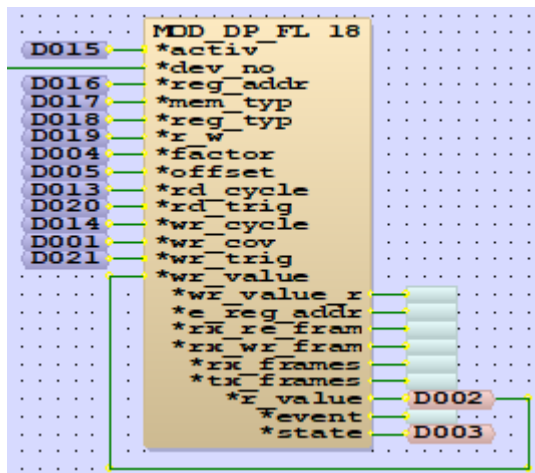 MOD_DP_FL 18
D015 *activ
*dev_no
D016 *reg_addr
D017 *mem_typ
D018 *reg_typ
D019 *r_w
D004 *factor
D005 *offset
D013 *rd_cycle
D020 *rd_trig
D014 *wr_cycle
D001 *wr_cov
D021 *wr_trig
*wr_value
*wr_value_r
*e_reg_addr
*rx_re_fram
*rx_wr_fram
*rx_frames
*tx_frames
*r_value D002
*event
*state D003